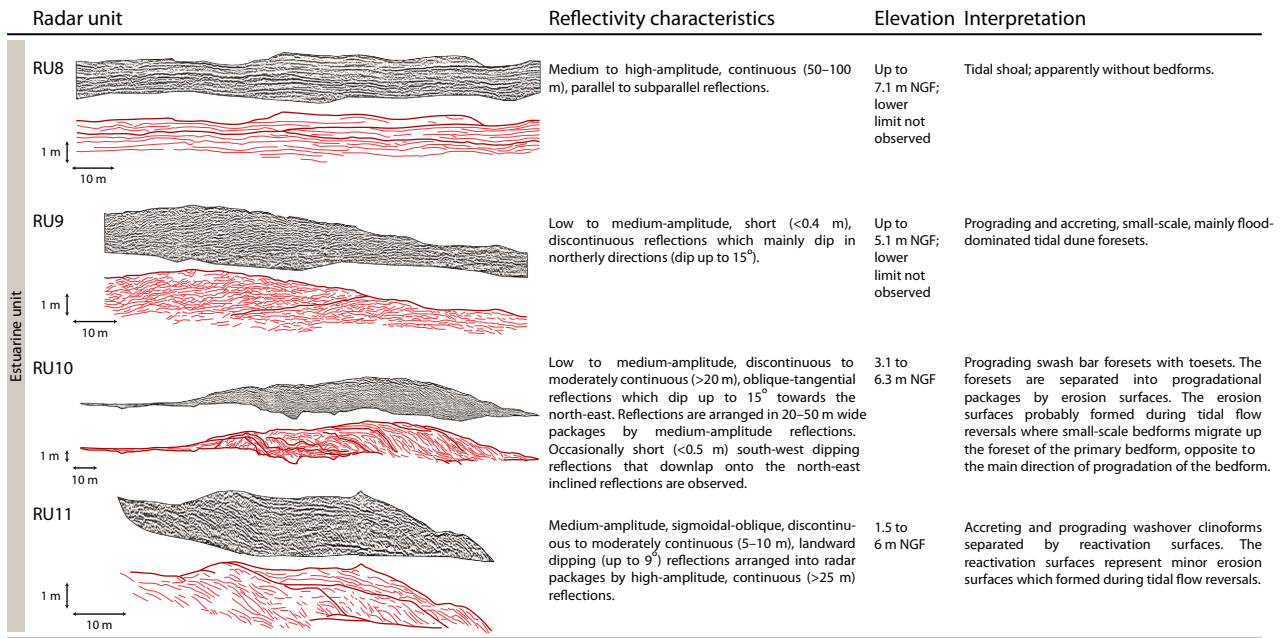 Radar unit
Reflectivity characteristics
Elevation
Interpretation
Estuarine unit
RU8
1 m
10 m
Medium to high-amplitude, continuous (50–100
m), parallel to subparallel reflections.
Up to
7.1 m NGF;
lower
limit not
observed
Tidal shoal; apparently without bedforms.
RU9
1 m
10 m
Low to medium-amplitude, short (<0.4 m),
discontinuous reflections which mainly dip in
northerly directions (dip up to 15°).
Up to
5.1 m NGF;
lower
limit not
observed
Prograding and accreting, small-scale, mainly flood-
dominated tidal dune foresets.
RU10
1 m
10 m
Low to medium-amplitude, discontinuous to
moderately continuous (>20 m), oblique-tangential
reflections which dip up to 15° towards the
north-east. Reflections are arranged in 20–50 m wide
packages by medium-amplitude reflections.
Occasionally short (<0.5 m) south-west dipping
reflections that downlap onto the north-east
inclined reflections are observed.
3.1 to
6.3 m NGF
Prograding swash bar foresets with toesets. The
foresets are separated into progradational
packages by erosion surfaces. The erosion
surfaces probably formed during tidal flow
reversals where small-scale bedforms migrate up
the foreset of the primary bedform, opposite to
the main direction of progradation of the bedform.
RU11
1 m
10 m
Medium-amplitude, sigmoidal-oblique, discontinu-
ous to moderately continuous (5–10 m), landward
dipping (up to 9°) reflections arranged into radar
packages by high-amplitude, continuous (>25 m)
reflections.
1.5 to
6 m NGF
Accreting and prograding washover clinoforms
separated by reactivation surfaces. The
reactivation surfaces represent minor erosion
surfaces which formed during tidal flow reversals.